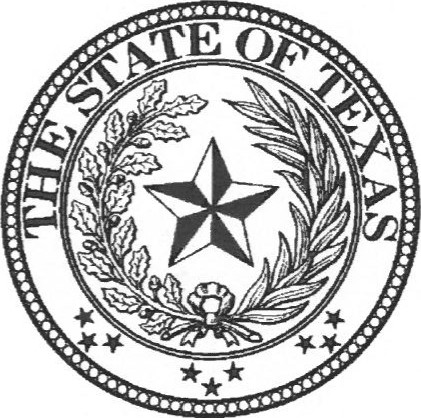 THE STATE OF TEXAS